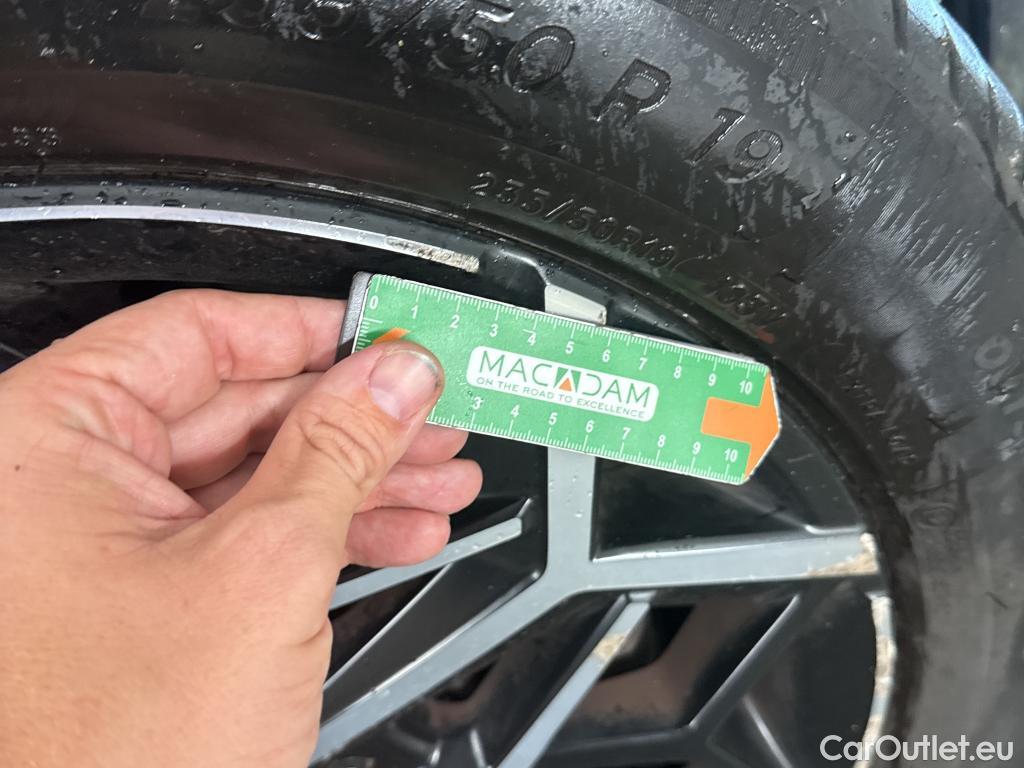 235/50 R 19
235/50R19
0 1 2 3 4 5 6 7 8 9 10
MACADAM
ON THE ROAD TO EXCELLENCE
3 4 5 6 7 8 9 10
CarOutlet.eu